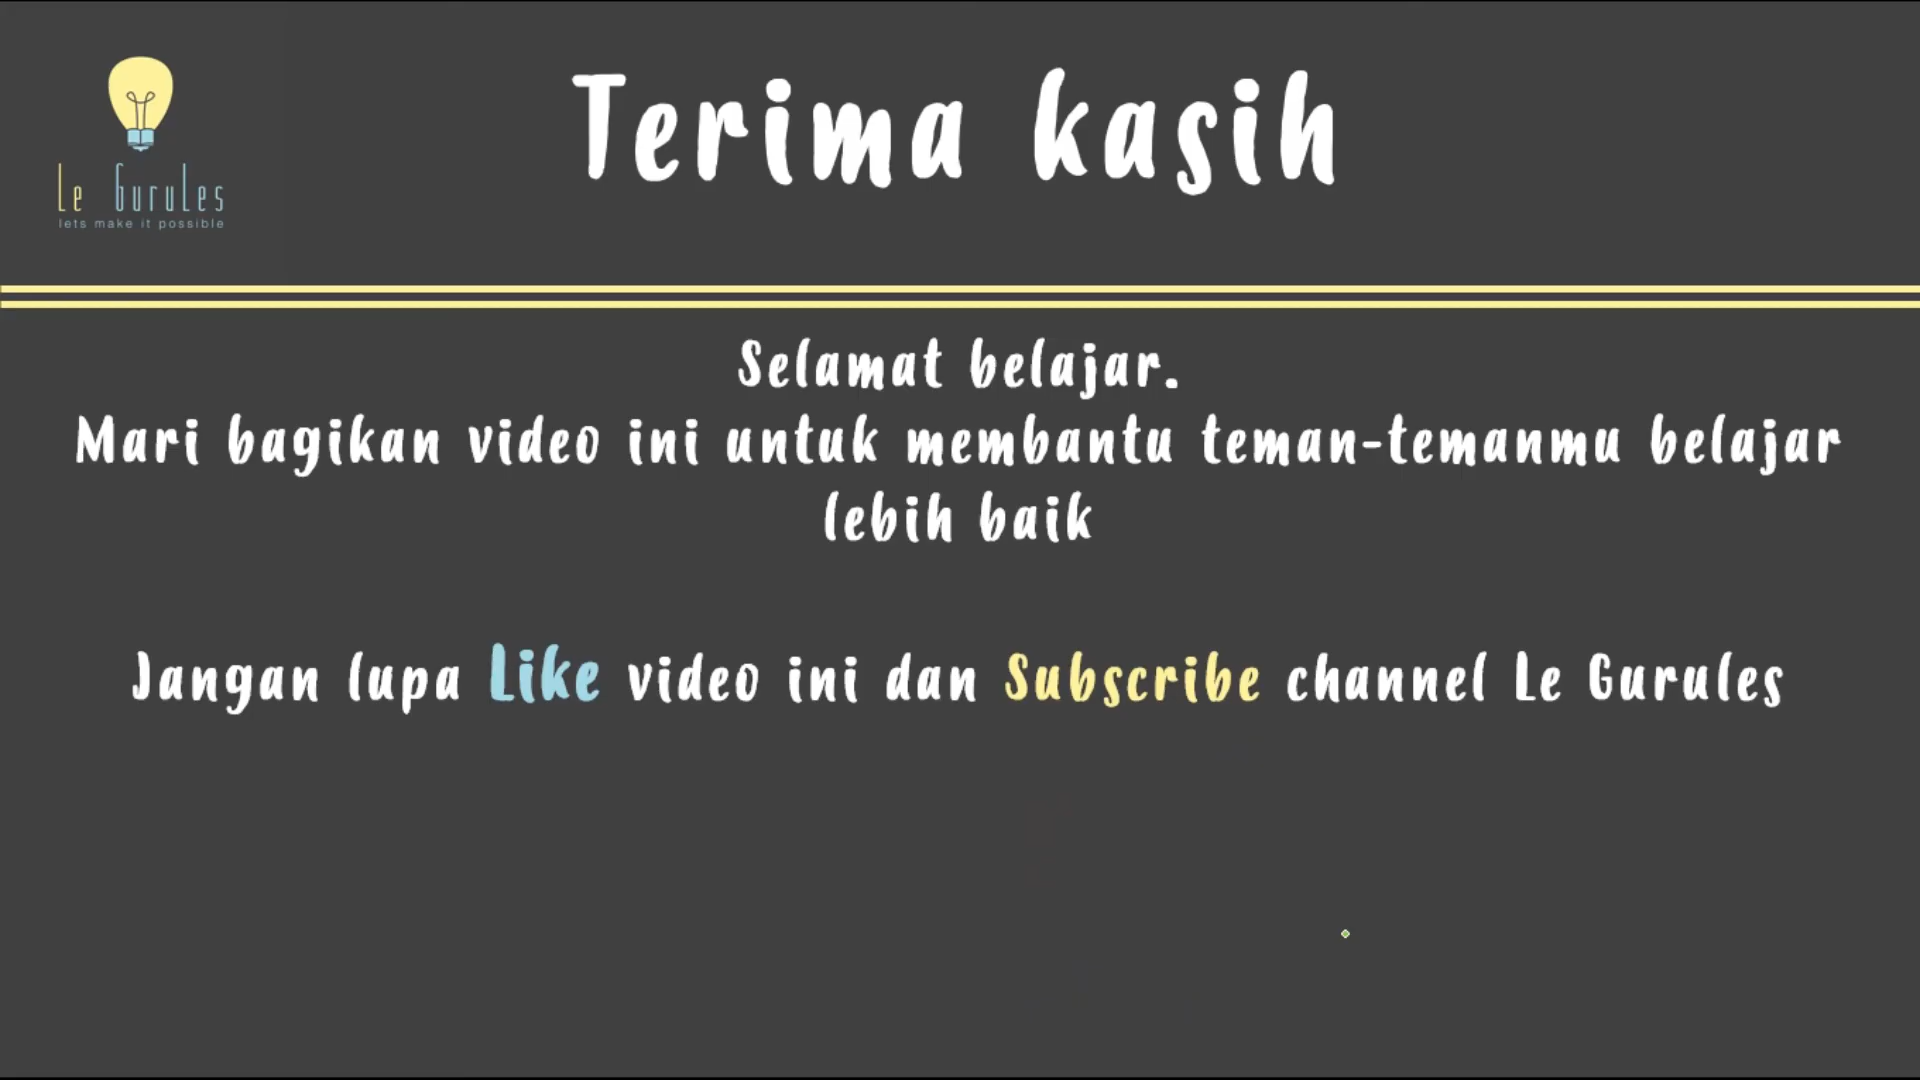 Le GuruLes
lets make it possible
Terima kasih
Selamat belajar.
Mari bagikan video ini untuk membantu teman-temanmu belajar
lebih baik
Jangan lupa Like video ini dan Subscribe channel Le Gurules